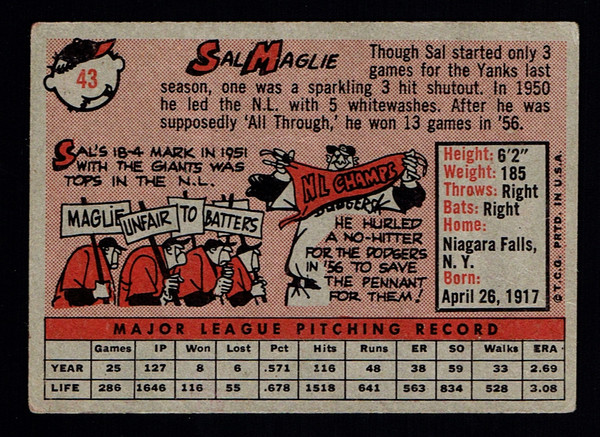 43
SAL MAGLIE
Though Sal started only 3
games for the Yanks last
season, one was a sparkling 3 hit shutout. In 1950
he led the N.L. with 5 whitewashes. After he was
supposedly 'All Through,' he won 13 games in '56.
SAL'S 18-4 MARK IN 1951
WITH THE GIANTS WAS
TOPS IN THE N.L.
MAGLIE UNFAIR TO BATTERS
NL CHAMPS
DODGERS
HE HURLED
A NO-HITTER
FOR THE DODGERS
IN '56 TO SAVE
THE PENNANT
FOR THEM!
Height: 6'2"
Weight: 185
Throws: Right
Bats: Right
Home:
Niagara Falls,
N. Y.
Born:
April 26, 1917
© T.C.G. PRTD. IN U.S.A.
MAJOR LEAGUE PITCHING RECORD
Games IP Won Lost Pct Hits Runs SO Walks ERA
YEAR 25 127 8 6 .571 116 48 38 59 33 2.69
LIFE 286 1646 116 55 .678 1518 641 563 834 528 3.08